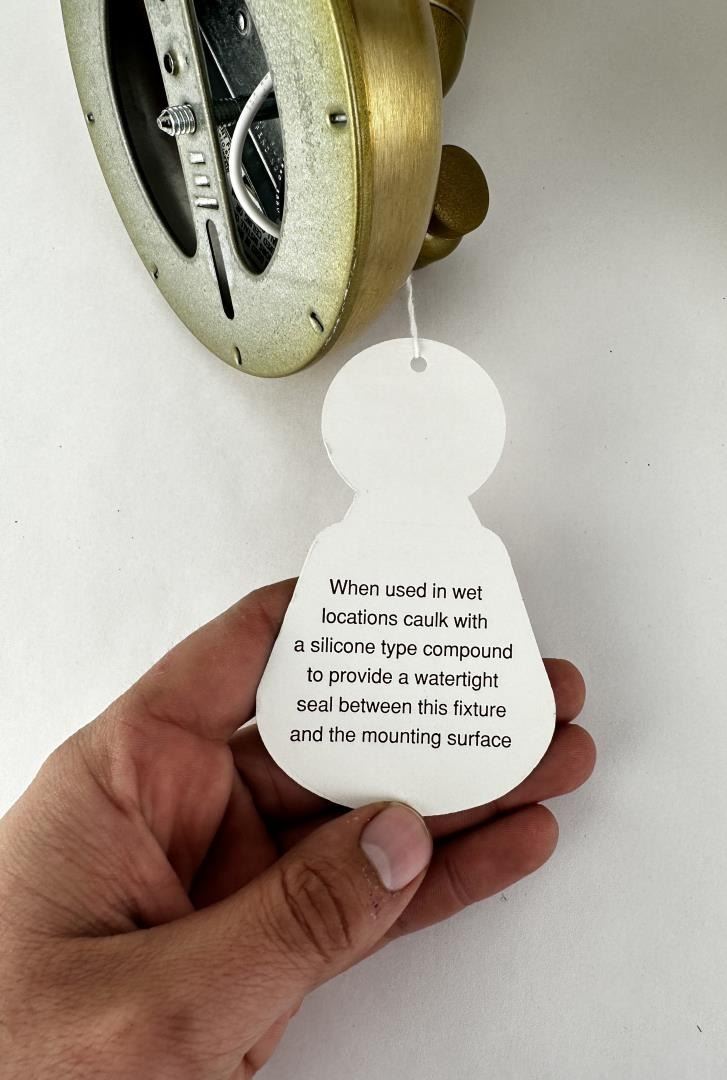 When used in wet
locations caulk with
a silicone type compound
to provide a watertight
seal between this fixture
and the mounting surface